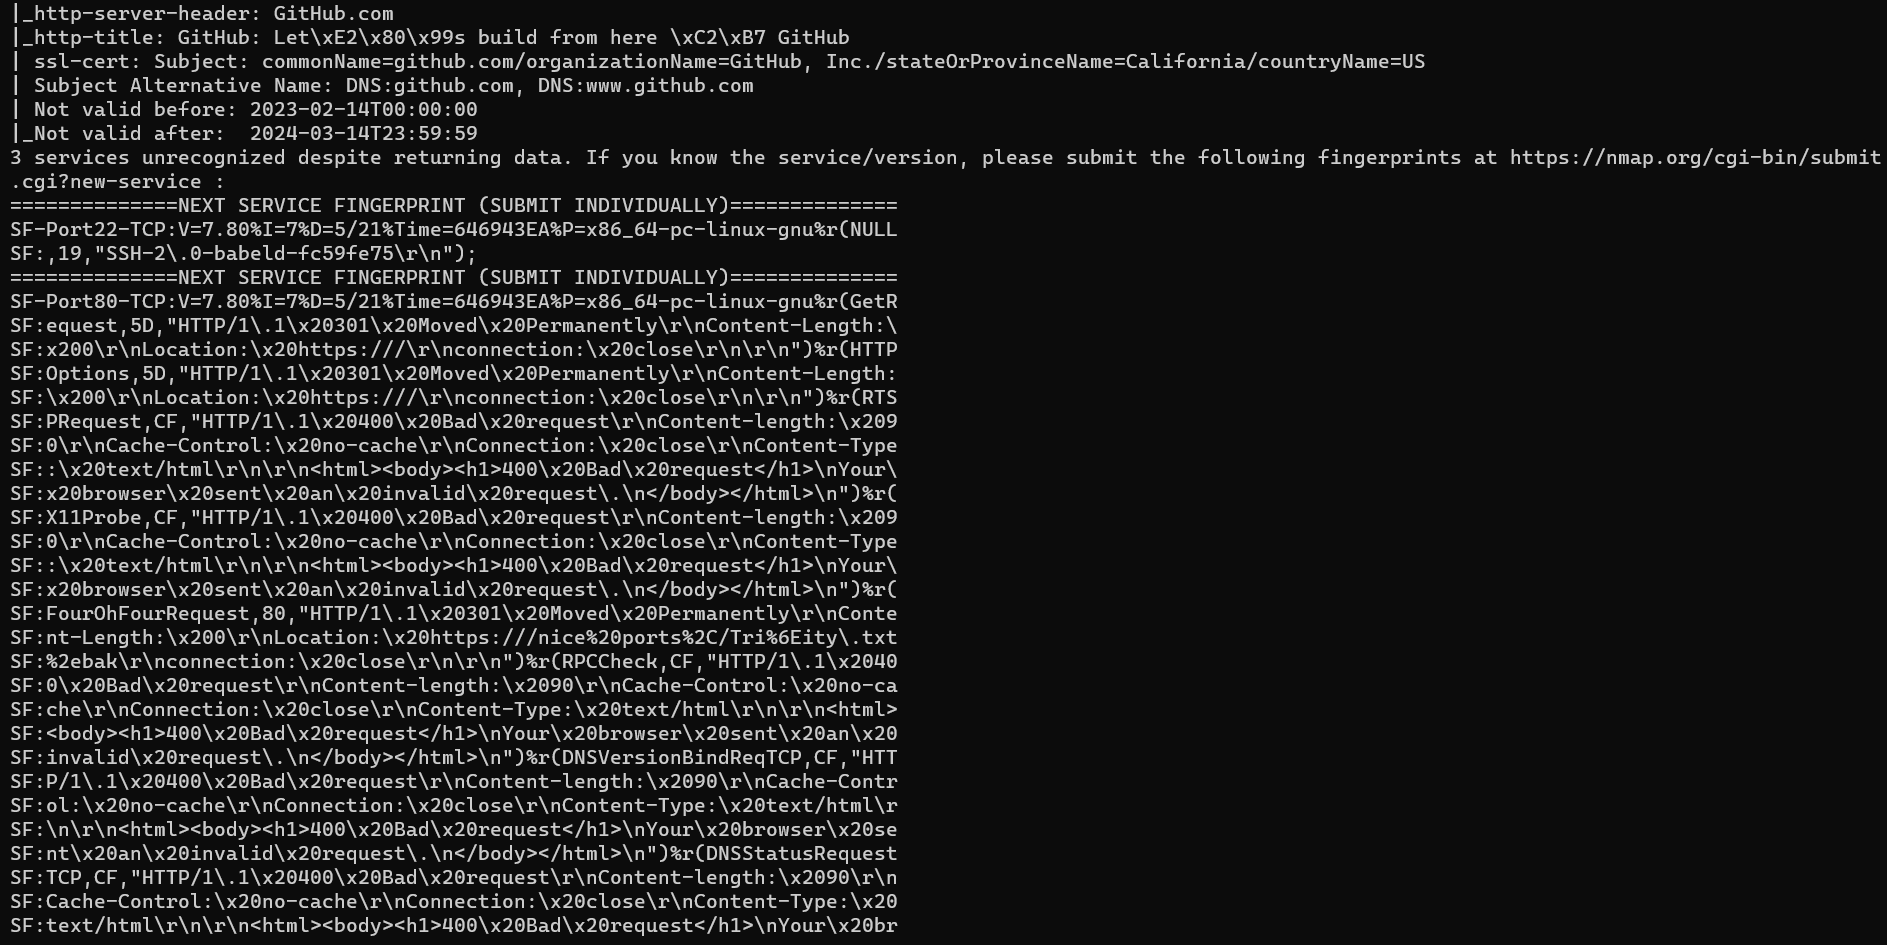 |_http-server-header: GitHub.com
|_http-title: GitHub: Let\xE2\x80\x99s build from here \xC2\xB7 GitHub
| ssl-cert: Subject: commonName=github.com/organizationName=GitHub, Inc./stateOrProvinceName=California/countryName=US
| Subject Alternative Name: DNS:github.com, DNS:www.github.com
| Not valid before: 2023-02-14T00:00:00
|_Not valid after:  2024-03-14T23:59:59
3 services unrecognized despite returning data. If you know the service/version, please submit the following fingerprints at https://nmap.org/cgi-bin/submit
.cgi?new-service :
==============NEXT SERVICE FINGERPRINT (SUBMIT INDIVIDUALLY)==============
SF-Port22-TCP:V=7.80%I=7%D=5/21%Time=646943EA%P=x86_64-pc-linux-gnu%r(NULL
SF:,19,"SSH-2\.0-babeld-fc59fe75\r\n");
==============NEXT SERVICE FINGERPRINT (SUBMIT INDIVIDUALLY)==============
SF-Port80-TCP:V=7.80%I=7%D=5/21%Time=646943EA%P=x86_64-pc-linux-gnu%r(GetR
SF:equest,5D,"HTTP/1\.1\x20301\x20Moved\x20Permanently\r\nContent-Length:\
SF:x200\r\nLocation:\x20https:///\r\nconnection:\x20close\r\n\r\n")%r(HTTP
SF:Options,5D,"HTTP/1\.1\x20301\x20Moved\x20Permanently\r\nContent-Length:
SF:\x200\r\nLocation:\x20https:///\r\nconnection:\x20close\r\n\r\n")%r(RTS
SF:PRequest,CF,"HTTP/1\.1\x20400\x20Bad\x20request\r\nContent-length:\x209
SF:0\r\nCache-Control:\x20no-cache\r\nConnection:\x20close\r\nContent-Type
SF::\x20text/html\r\n\r\n<html><body><h1>400\x20Bad\x20request</h1>\nYour\
SF:x20browser\x20sent\x20an\x20invalid\x20request\.\n</body></html>\n")%r(
SF:X11Probe,CF,"HTTP/1\.1\x20400\x20Bad\x20request\r\nContent-length:\x209
SF:0\r\nCache-Control:\x20no-cache\r\nConnection:\x20close\r\nContent-Type
SF::\x20text/html\r\n\r\n<html><body><h1>400\x20Bad\x20request</h1>\nYour\
SF:x20browser\x20sent\x20an\x20invalid\x20request\.\n</body></html>\n")%r(
SF:FourOhFourRequest,80,"HTTP/1\.1\x20301\x20Moved\x20Permanently\r\nConte
SF:nt-Length:\x200\r\nLocation:\x20https:///nice%20ports%2C/Tri%6Eity\.txt
SF:%2ebak\r\nconnection:\x20close\r\n\r\n")%r(RPCCheck,CF,"HTTP/1\.1\x2040
SF:0\x20Bad\x20request\r\nContent-length:\x2090\r\nCache-Control:\x20no-ca
SF:che\r\nConnection:\x20close\r\nContent-Type:\x20text/html\r\n\r\n<html>
SF:<body><h1>400\x20Bad\x20request</h1>\nYour\x20browser\x20sent\x20an\x20
SF:invalid\x20request\.\n</body></html>\n")%r(DNSVersionBindReqTCP,CF,"HTT
SF:P/1\.1\x20400\x20Bad\x20request\r\nContent-length:\x2090\r\nCache-Contr
SF:ol:\x20no-cache\r\nConnection:\x20close\r\nContent-Type:\x20text/html\r
SF:\n\r\n<html><body><h1>400\x20Bad\x20request</h1>\nYour\x20browser\x20se
SF:nt\x20an\x20invalid\x20request\.\n</body></html>\n")%r(DNSStatusRequest
SF:TCP,CF,"HTTP/1\.1\x20400\x20Bad\x20request\r\nContent-length:\x2090\r\n
SF:Cache-Control:\x20no-cache\r\nConnection:\x20close\r\nContent-Type:\x20
SF:text/html\r\n\r\n<html><body><h1>400\x20Bad\x20request</h1>\nYour\x20br